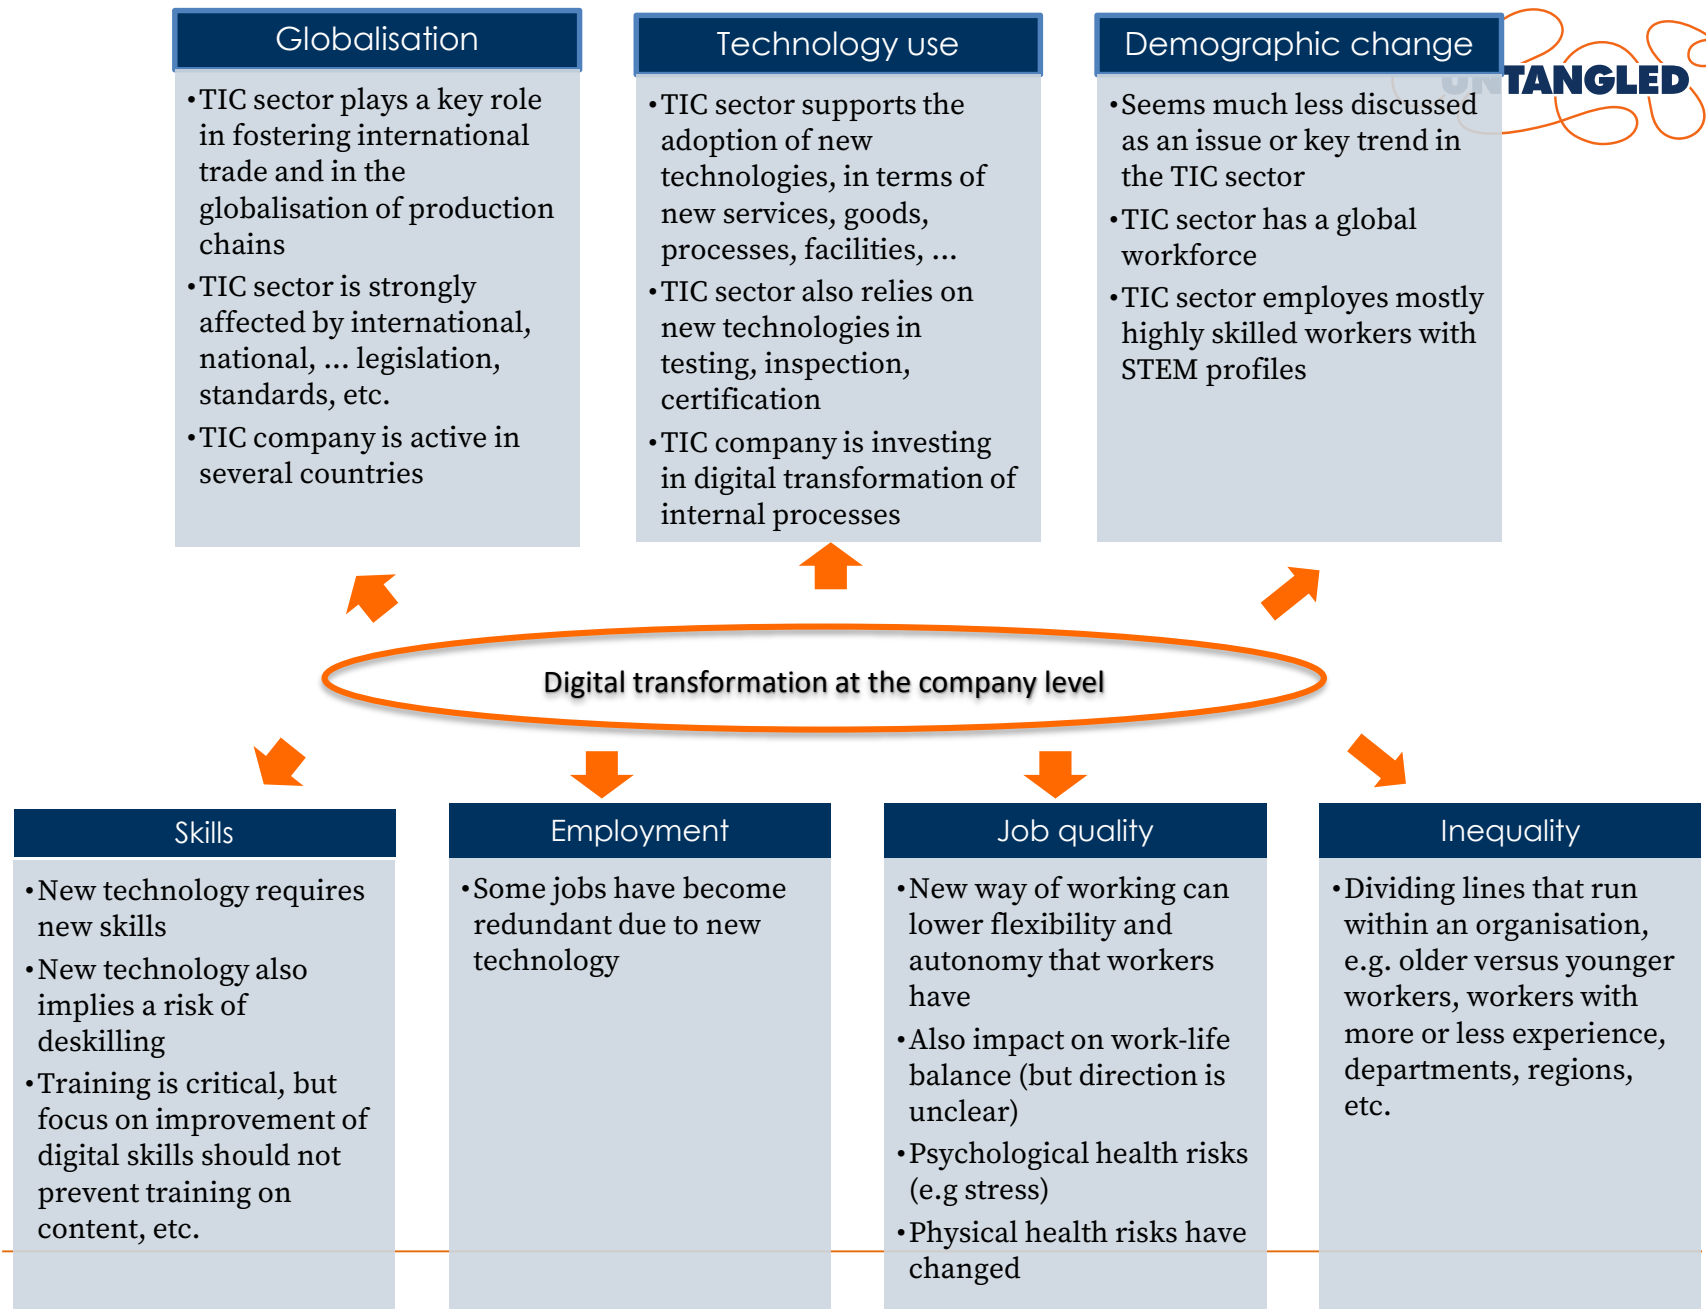 Globalisation
•TIC sector plays a key role
in fostering international
trade and in the
globalisation of production
chains
•TIC sector is strongly
affected by international,
national, ... legislation,
standards, etc.
•TIC company is active in
several countries
Technology use
•TIC sector supports the
adoption of new
technologies, in terms of
new services, goods,
processes, facilities, ...
•TIC sector also relies on
new technologies in
testing, inspection,
certification
•TIC company is investing
in digital transformation of
internal processes
Demographic change
•Seems much less discussed
as an issue or key trend in
the TIC sector
•TIC sector has a global
workforce
•TIC sector employes mostly
highly skilled workers with
STEM profiles
UNTANGLED
Digital transformation at the company level
Skills
•New technology requires
new skills
•New technology also
implies a risk of
deskilling
•Training is critical, but
focus on improvement of
digital skills should not
prevent training on
content, etc.
Employment
•Some jobs have become
redundant due to new
technology
Job quality
•New way of working can
lower flexibility and
autonomy that workers
have
•Also impact on work-life
balance (but direction is
unclear)
•Psychological health risks
(e.g stress)
•Physical health risks have
changed
Inequality
•Dividing lines that run
within an organisation,
e.g. older versus younger
workers, workers with
more or less experience,
departments, regions,
etc.